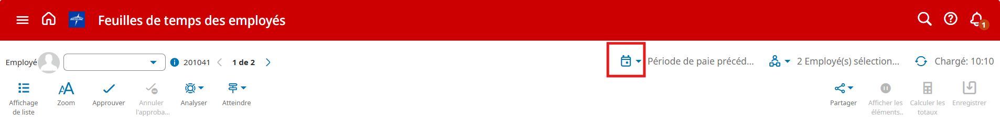 MEDLINE
Feuilles de temps des employés
1
Employé
201041
1 de 2
Période de paie précéd...
2 Employé(s) sélection...
Chargé: 10:10
Affichage de liste
Zoom
Approuver
Annuler l'approba...
Analyser
Atteindre
Partager
Afficher les éléments..
Calculer les totaux
Enregistrer